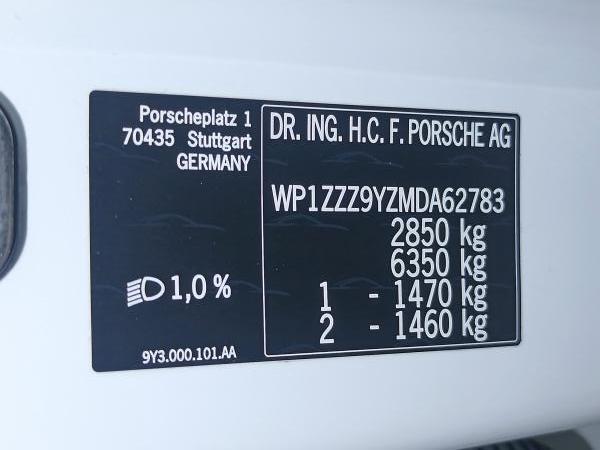 Porscheplatz 1
70435 Stuttgart
GERMANY
DR. ING. H.C. F. PORSCHE AG
WP1ZZZ9YZMDA62783
2850 kg
6350 kg
1 - 1470 kg
2 - 1460 kg
1,0 %
9Y3.000.101.AA